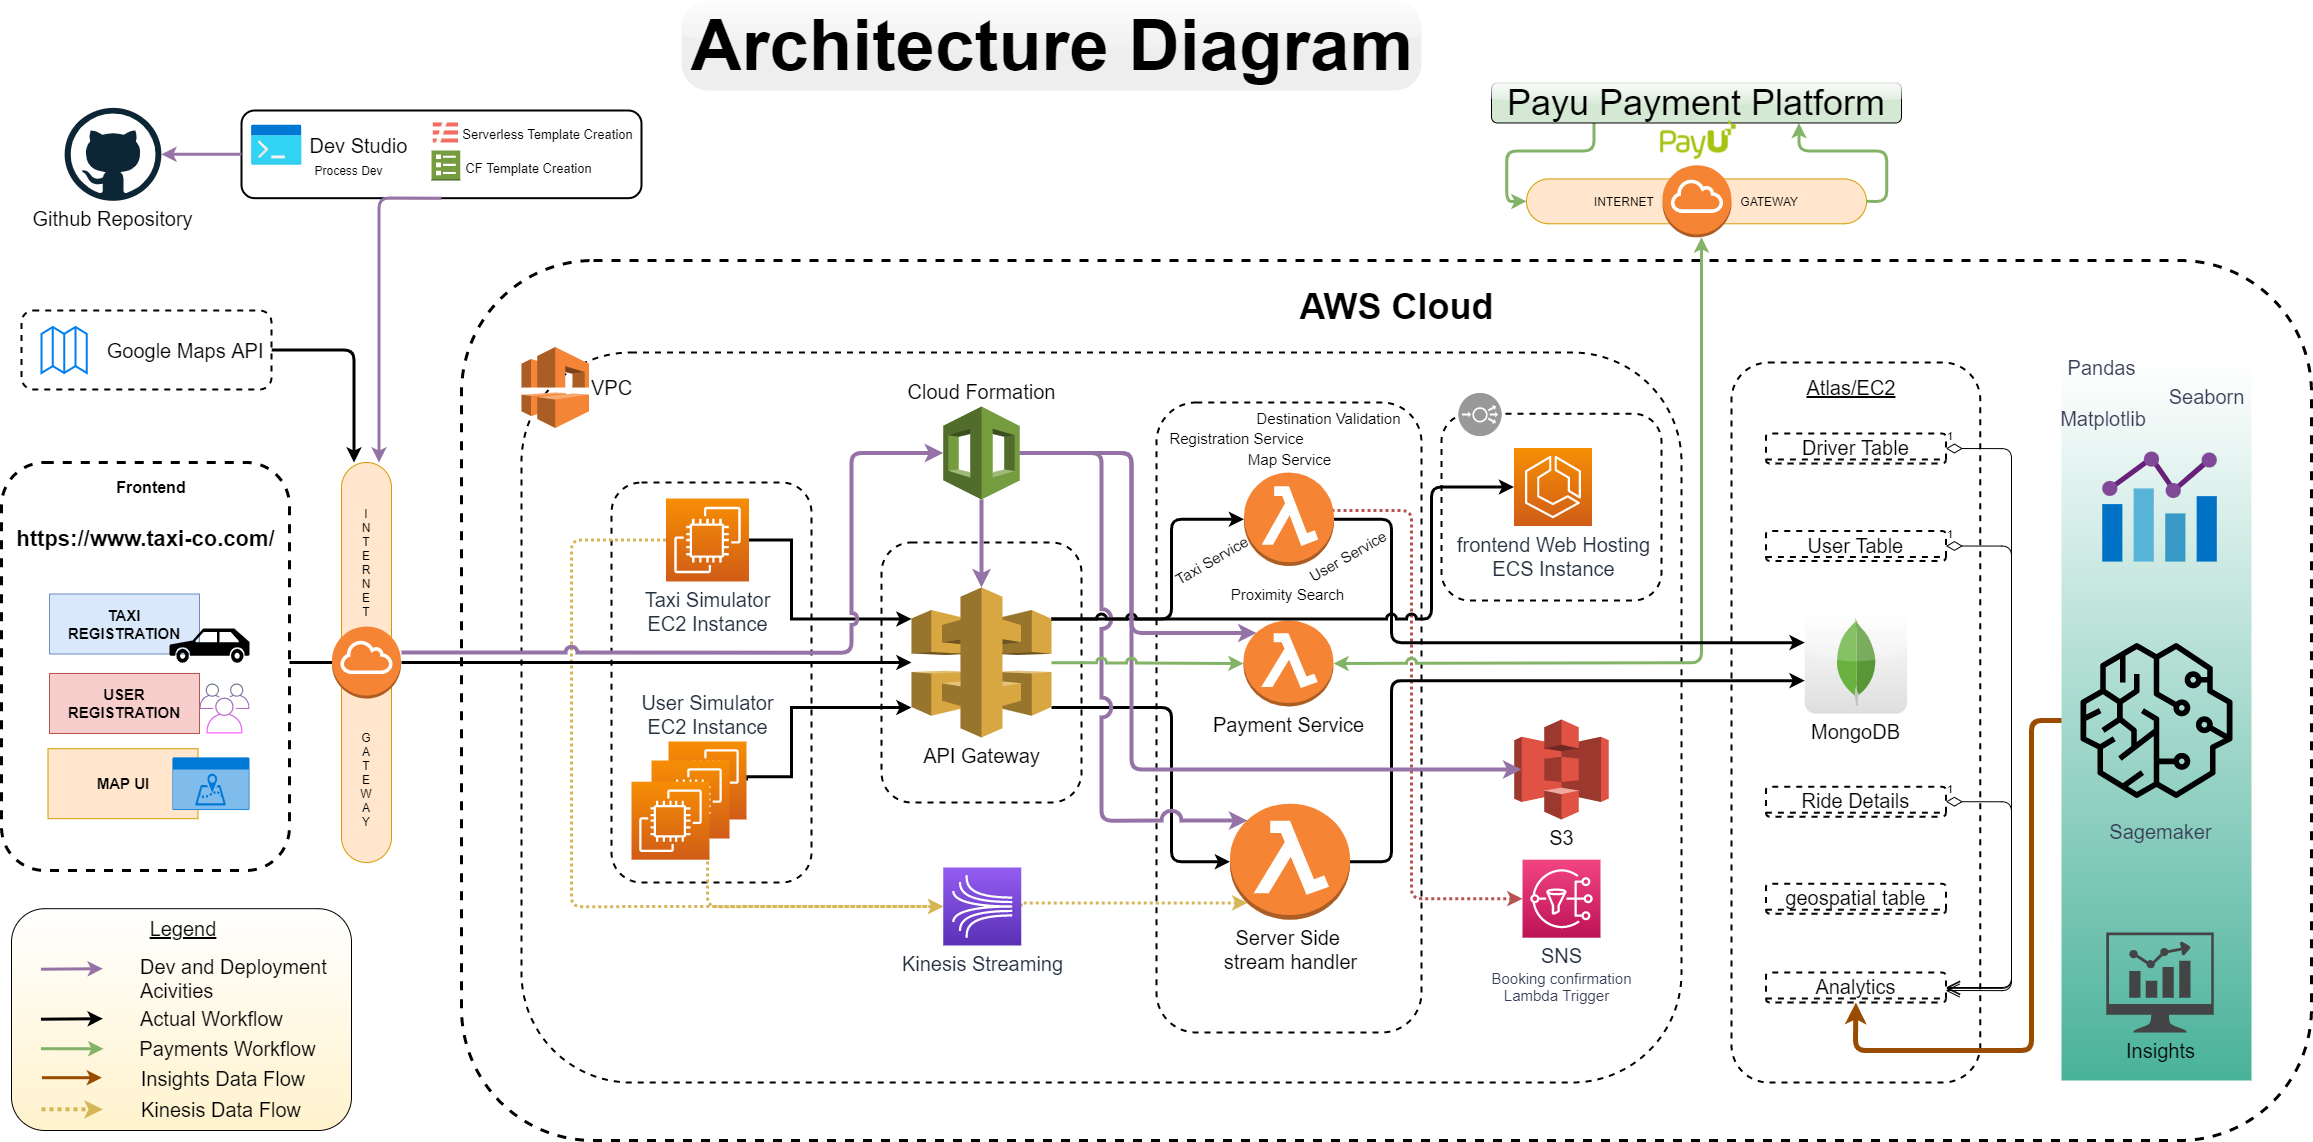 Architecture Diagram
Payu Payment Platform
PayU
INTERNET
GATEWAY
Dev Studio
Process Dev
Serverless Template Creation
CF Template Creation
Github Repository
Google Maps API
Frontend
https://www.taxi-co.com/
TAXI
REGISTRATION
USER
REGISTRATION
MAP UI
INTERNET
GATEWAY
Legend
Dev and Deployment
Acivities
Actual Workflow
Payments Workflow
Insights Data Flow
Kinesis Data Flow
AWS Cloud
VPC
Cloud Formation
Taxi Simulator
EC2 Instance
User Simulator
EC2 Instance
API Gateway
Kinesis Streaming
Destination Validation
Registration Service
Map Service
Taxi Service
User Service
Proximity Search
Payment Service
Server Side
stream handler
frontend Web Hosting
ECS Instance
S3
SNS
Booking confirmation
Lambda Trigger
Atlas/EC2
Driver Table
1
User Table
1
MongoDB
Ride Details
1
geospatial table
Analytics
Pandas
Seaborn
Matplotlib
Sagemaker
Insights